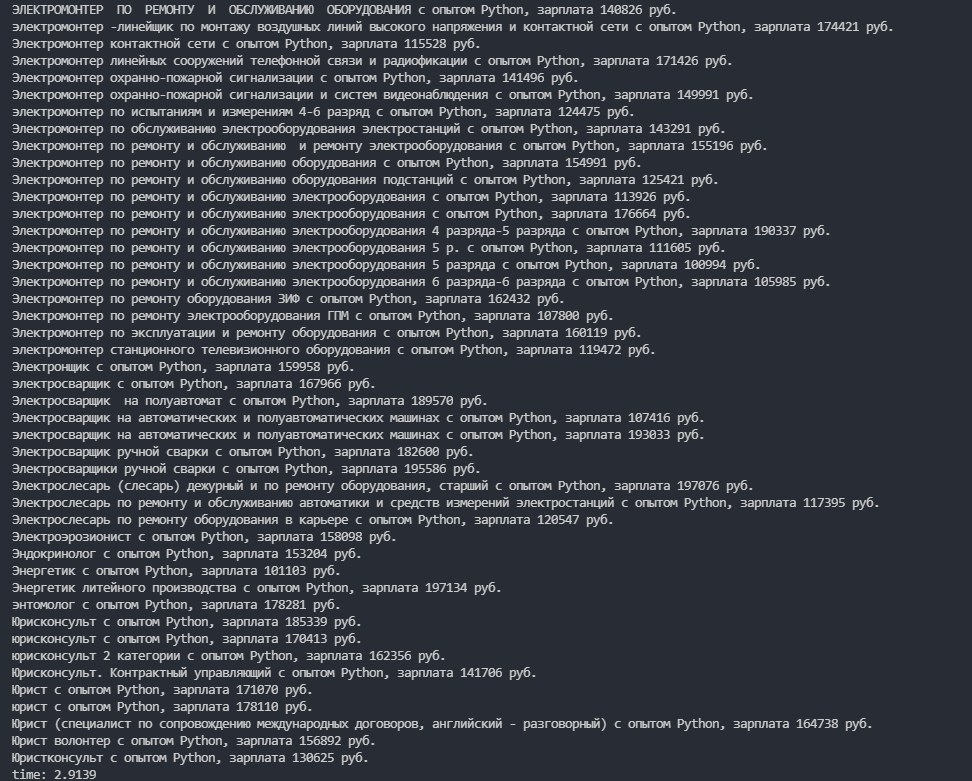 ЭЛЕКТРОМОНТЕР  ПО  РЕМОНТУ  И  ОБСЛУЖИВАНИЮ  ОБОРУДОВАНИЯ с опытом Python, зарплата 140826 руб.
электромонтер -линейщик по монтажу воздушных линий высокого напряжения и контактной сети с опытом Python, зарплата 174421 руб.
Электромонтер контактной сети с опытом Python, зарплата 115528 руб.
Электромонтер линейных сооружений телефонной связи и радиофикации с опытом Python, зарплата 171426 руб.
Электромонтер охранно-пожарной сигнализации с опытом Python, зарплата 141496 руб.
Электромонтер охранно-пожарной сигнализации и систем видеонаблюдения с опытом Python, зарплата 149991 руб.
электромонтер по испытаниям и измерениям 4-6 разряд с опытом Python, зарплата 124475 руб.
Электромонтер по обслуживанию электрооборудования электростанций с опытом Python, зарплата 143291 руб.
Электромонтер по ремонту и обслуживанию  и ремонту электрооборудования с опытом Python, зарплата 155196 руб.
Электромонтер по ремонту и обслуживанию оборудования с опытом Python, зарплата 154991 руб.
Электромонтер по ремонту и обслуживанию оборудования подстанций с опытом Python, зарплата 125421 руб.
Электромонтер по ремонту и обслуживанию электрооборудования с опытом Python, зарплата 113926 руб.
электромонтер по ремонту и обслуживанию электрооборудования с опытом Python, зарплата 176664 руб.
Электромонтер по ремонту и обслуживанию электрооборудования 4 разряда-5 разряда с опытом Python, зарплата 190337 руб.
Электромонтер по ремонту и обслуживанию электрооборудования 5 р. с опытом Python, зарплата 111605 руб.
Электромонтер по ремонту и обслуживанию электрооборудования 5 разряда с опытом Python, зарплата 100994 руб.
Электромонтер по ремонту и обслуживанию электрооборудования 6 разряда-6 разряда с опытом Python, зарплата 105985 руб.
Электромонтер по ремонту оборудования ЗИФ с опытом Python, зарплата 162432 руб.
Электромонтер по ремонту электрооборудования ГПМ с опытом Python, зарплата 107800 руб.
Электромонтер по эксплуатации и ремонту оборудования с опытом Python, зарплата 160119 руб.
электромонтер станционного телевизионного оборудования с опытом Python, зарплата 119472 руб.
Электронщик с опытом Python, зарплата 159958 руб.
электросварщик с опытом Python, зарплата 167966 руб.
Электросварщик  на полуавтомат с опытом Python, зарплата 189570 руб.
Электросварщик на автоматических и полуавтоматических машинах с опытом Python, зарплата 107416 руб.
электросварщик на автоматических и полуавтоматических машинах с опытом Python, зарплата 193033 руб.
Электросварщик ручной сварки с опытом Python, зарплата 182600 руб.
Электросварщики ручной сварки с опытом Python, зарплата 195586 руб.
Электрослесарь (слесарь) дежурный и по ремонту оборудования, старший с опытом Python, зарплата 197076 руб.
Электрослесарь по ремонту и обслуживанию автоматики и средств измерений электростанций с опытом Python, зарплата 117395 руб.
Электрослесарь по ремонту оборудования в карьере с опытом Python, зарплата 120547 руб.
Электроэрозионист с опытом Python, зарплата 158098 руб.
Эндокринолог с опытом Python, зарплата 153204 руб.
Энергетик с опытом Python, зарплата 101103 руб.
Энергетик литейного производства с опытом Python, зарплата 197134 руб.
энтомолог с опытом Python, зарплата 178281 руб.
Юрисконсульт с опытом Python, зарплата 185339 руб.
юрисконсульт с опытом Python, зарплата 170413 руб.
юрисконсульт 2 категории с опытом Python, зарплата 162356 руб.
Юрисконсульт. Контрактный управляющий с опытом Python, зарплата 141706 руб.
Юрист с опытом Python, зарплата 171070 руб.
юрист с опытом Python, зарплата 178110 руб.
Юрист (специалист по сопровождению международных договоров, английский - разговорный) с опытом Python, зарплата 164738 руб.
Юрист волонтер с опытом Python, зарплата 156892 руб.
Юристконсульт с опытом Python, зарплата 130625 руб.
time: 2.9139